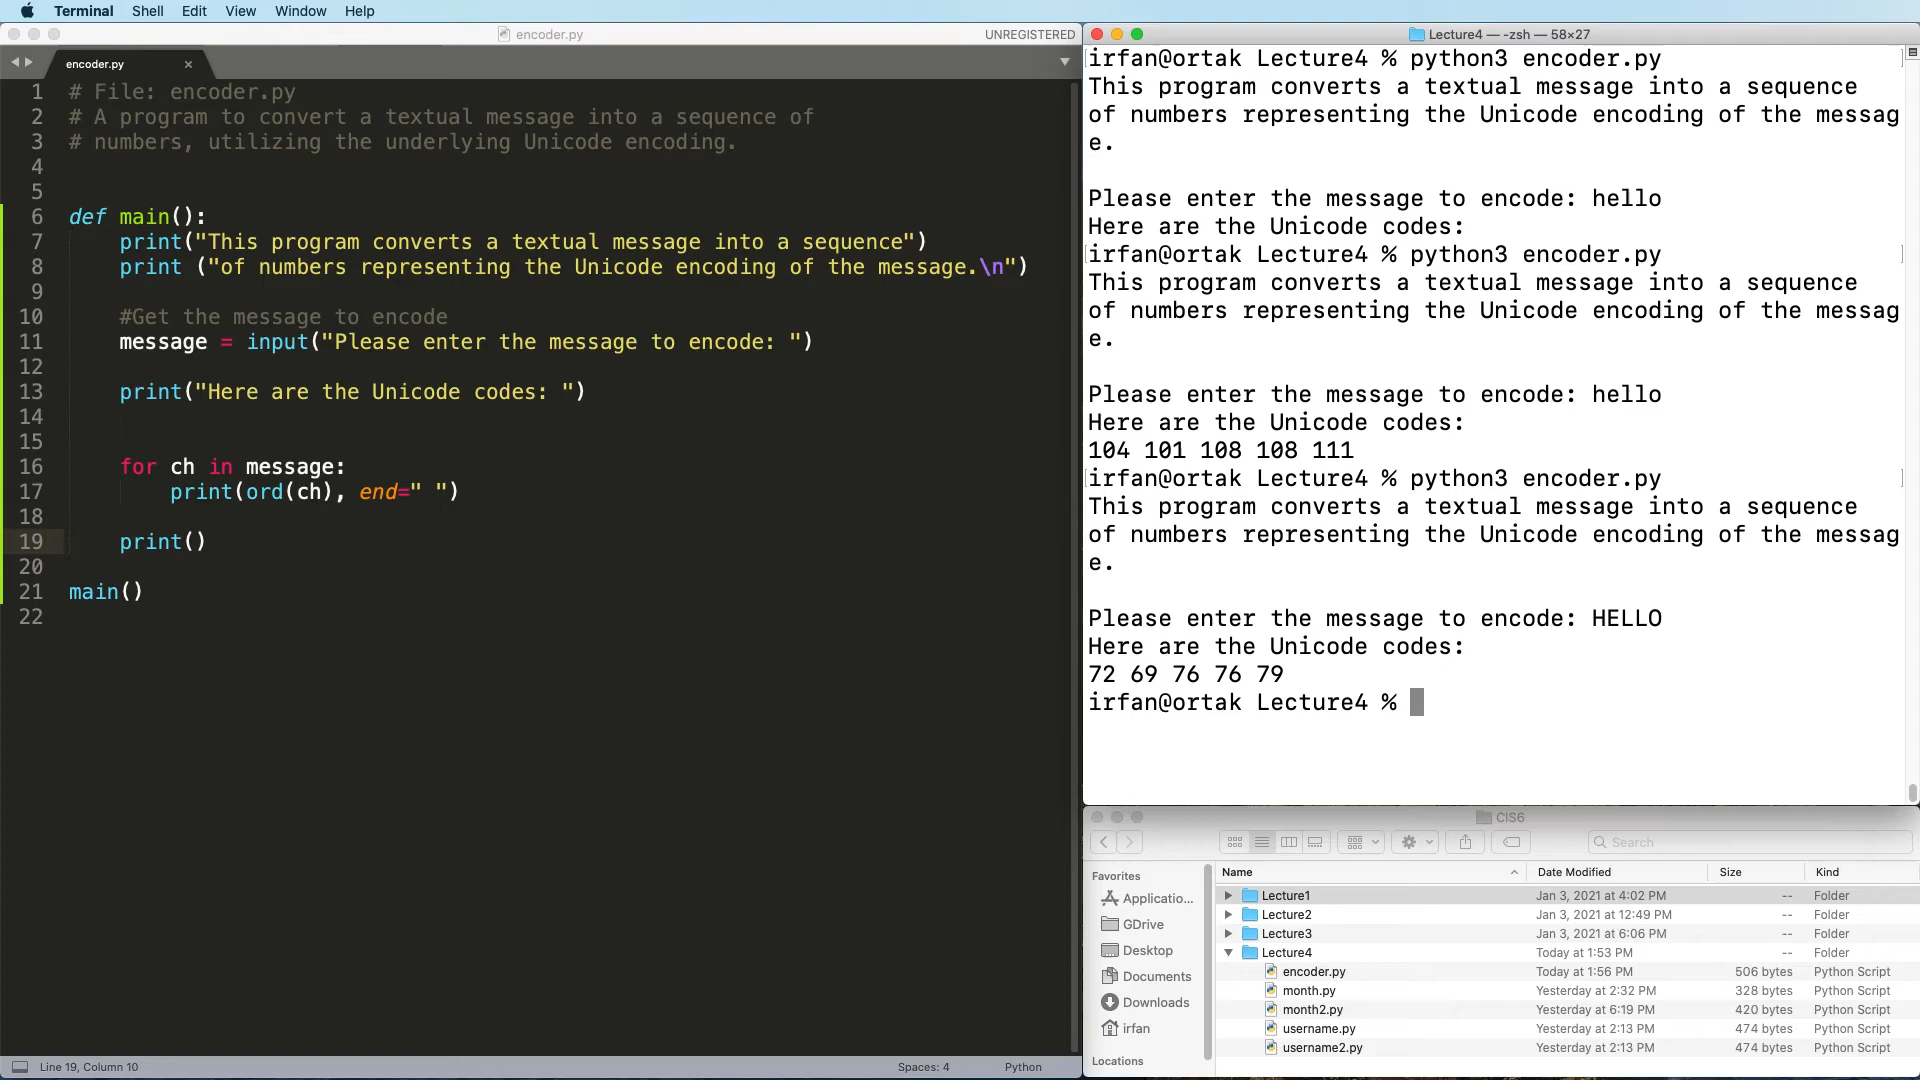 Terminal Shell Edit View Window Help
encoder.py
UNREGISTERED
encoder.py ×
1 # File: encoder.py
2 # A program to convert a textual message into a sequence of
3 # numbers, utilizing the underlying Unicode encoding.
4
5
6 def main():
7     print("This program converts a textual message into a sequence")
8     print ("of numbers representing the Unicode encoding of the message.\n")
9
10     #Get the message to encode
11     message = input("Please enter the message to encode: ")
12
13     print("Here are the Unicode codes: ")
14
15
16     for ch in message:
17         print(ord(ch), end=" ")
18
19     print()
20
21 main()
22
Line 19, Column 10
Spaces: 4
Python
Lecture4 — -zsh — 58×27
irfan@ortak Lecture4 % python3 encoder.py
This program converts a textual message into a sequence
of numbers representing the Unicode encoding of the messag
e.
Please enter the message to encode: hello
Here are the Unicode codes:
irfan@ortak Lecture4 % python3 encoder.py
This program converts a textual message into a sequence
of numbers representing the Unicode encoding of the messag
e.
Please enter the message to encode: hello
Here are the Unicode codes:
104 101 108 108 111
irfan@ortak Lecture4 % python3 encoder.py
This program converts a textual message into a sequence
of numbers representing the Unicode encoding of the messag
e.
Please enter the message to encode: HELLO
Here are the Unicode codes:
72 69 76 76 79
irfan@ortak Lecture4 %
CIS6
Search
Favorites
Applicatio...
GDrive
Desktop
Documents
Downloads
irfan
Locations
Name Date Modified Size Kind
Lecture1 Jan 3, 2021 at 4:02 PM -- Folder
Lecture2 Jan 3, 2021 at 12:49 PM -- Folder
Lecture3 Jan 3, 2021 at 6:06 PM -- Folder
Lecture4 Today at 1:53 PM -- Folder
encoder.py Today at 1:56 PM 506 bytes Python Script
month.py Yesterday at 2:32 PM 328 bytes Python Script
month2.py Yesterday at 6:19 PM 420 bytes Python Script
username.py Yesterday at 2:13 PM 474 bytes Python Script
username2.py Yesterday at 2:13 PM 474 bytes Python Script